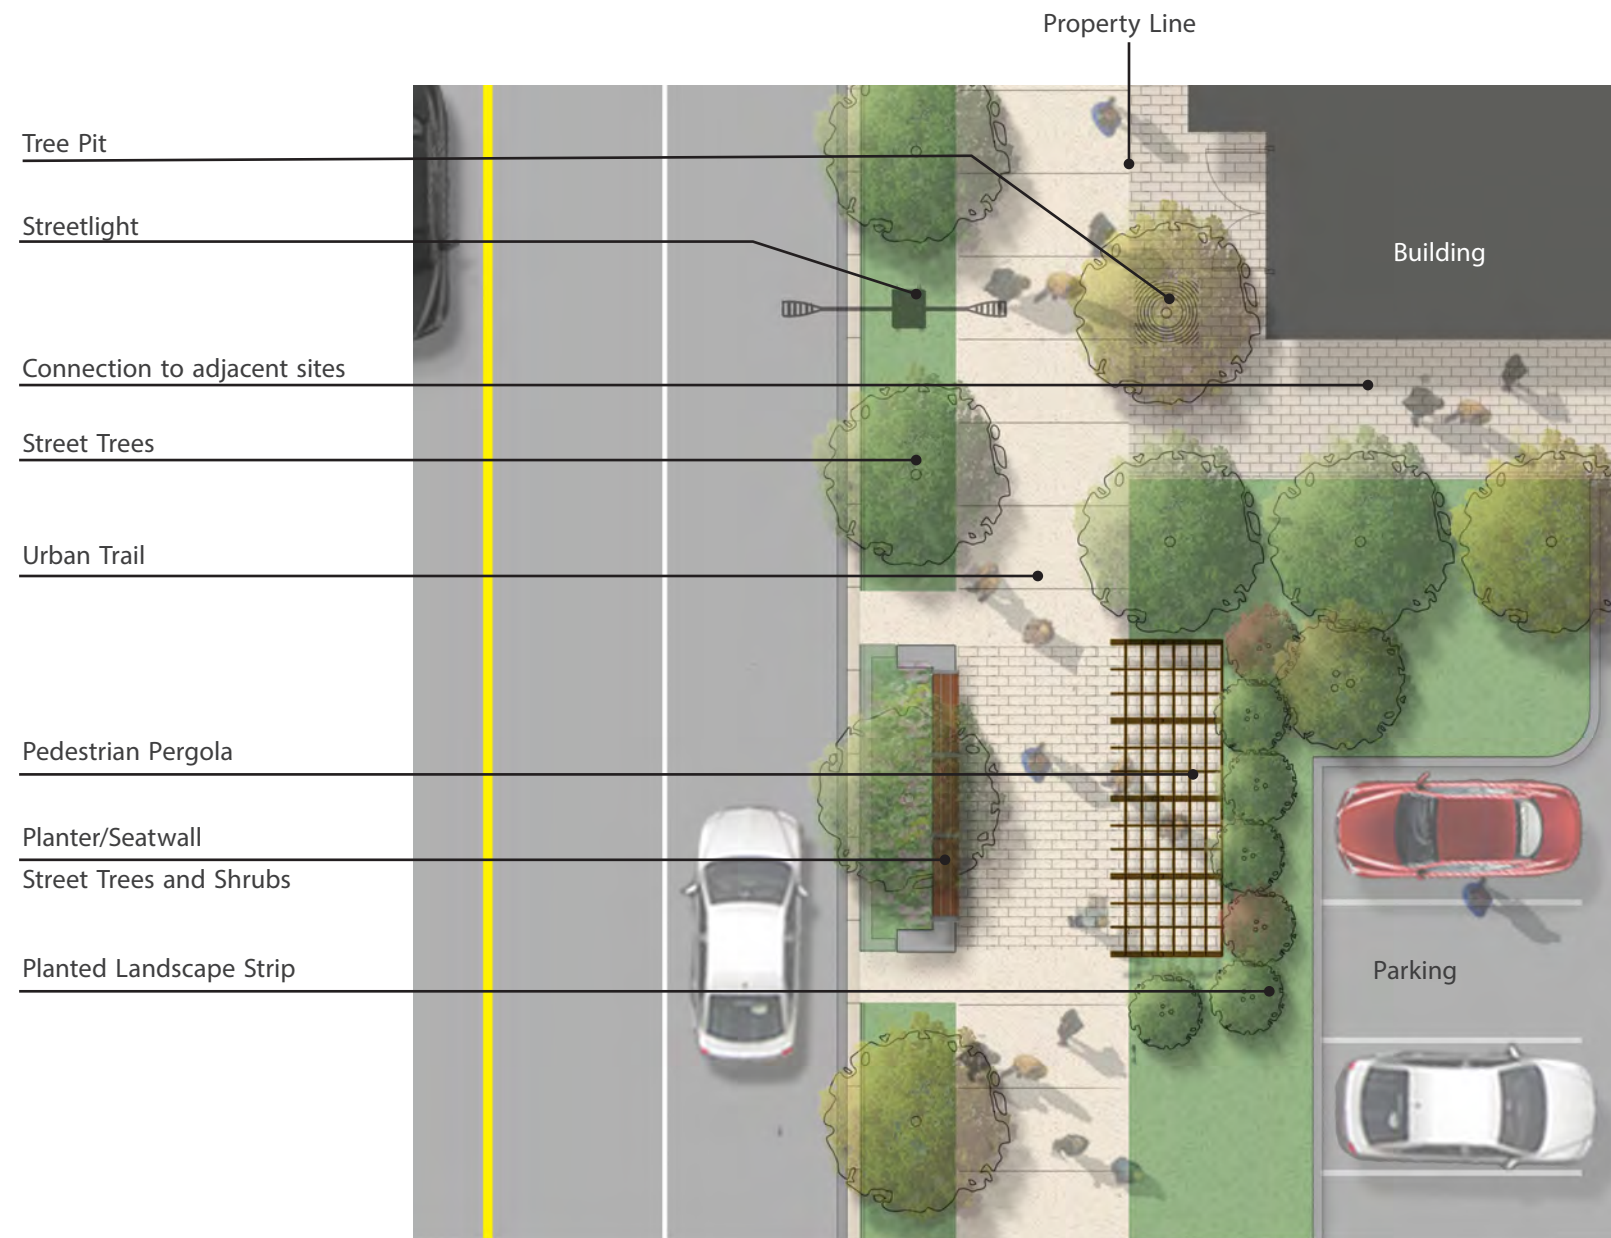 Property Line
Tree Pit
Streetlight
Building
Connection to adjacent sites
Street Trees
Urban Trail
Pedestrian Pergola
Planter/Seatwall
Street Trees and Shrubs
Planted Landscape Strip
Parking